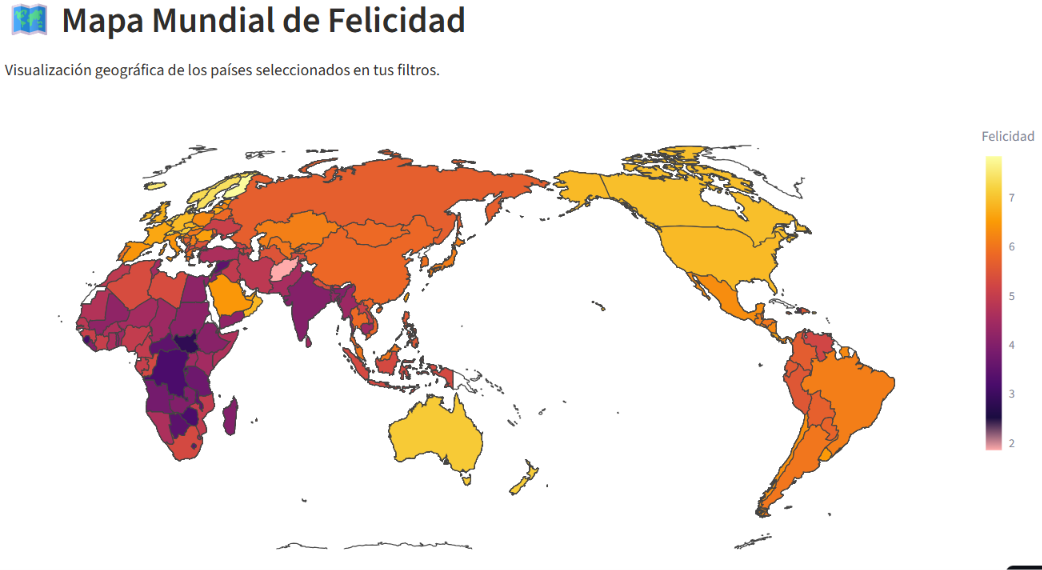 Mapa Mundial de Felicidad
Visualización geográfica de los países seleccionados en tus filtros.
Felicidad
7
6
5
4
3
2